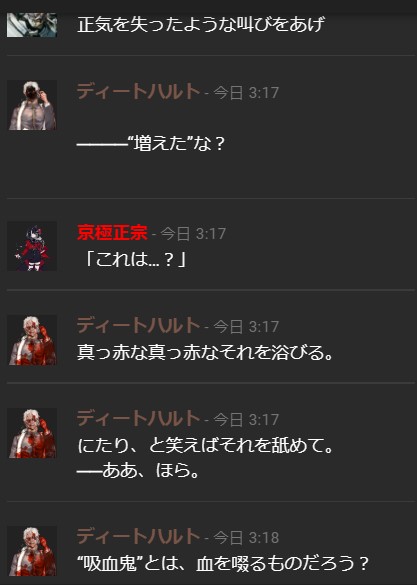 正気を失ったような叫びをあげ
ディートハルト - 今日 3:17
―――“増えた”な？
京極正宗 - 今日 3:17
「これは…？」
ディートハルト - 今日 3:17
真っ赤な真っ赤なそれを浴びる。
ディートハルト - 今日 3:17
にたり、と笑えばそれを舐めて。
──ああ、ほら。
ディートハルト - 今日 3:18
“吸血鬼”とは、血を啜るものだろう？